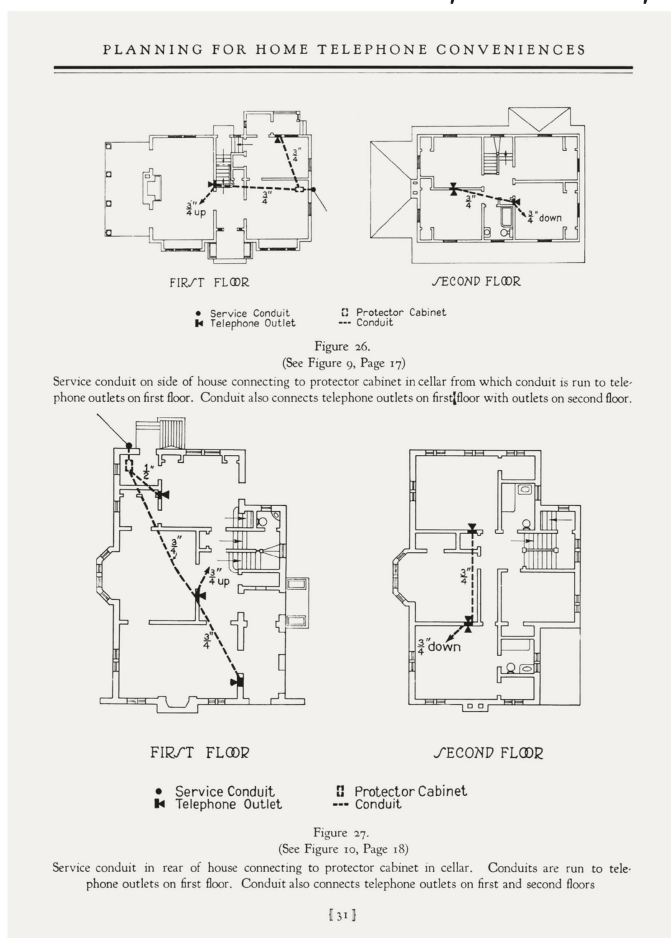 PLANNING FOR HOME TELEPHONE CONVENIENCES
3/4"
3/4"
3/4" up
3/4"
3/4" down
FIRST FLOOR
SECOND FLOOR
Service Conduit
Protector Cabinet
Telephone Outlet
Conduit
Figure 26.
(See Figure 9, Page 17)
Service conduit on side of house connecting to protector cabinet in cellar from which conduit is run to tele-
phone outlets on first floor. Conduit also connects telephone outlets on first floor with outlets on second floor.
1/2"
3/4"
3/4" up
3/4"
3/4"
3/4" down
FIRST FLOOR
SECOND FLOOR
Service Conduit
Protector Cabinet
Telephone Outlet
Conduit
Figure 27.
(See Figure 10, Page 18)
Service conduit in rear of house connecting to protector cabinet in cellar. Conduits are run to tele-
phone outlets on first floor. Conduit also connects telephone outlets on first and second floors
[31]